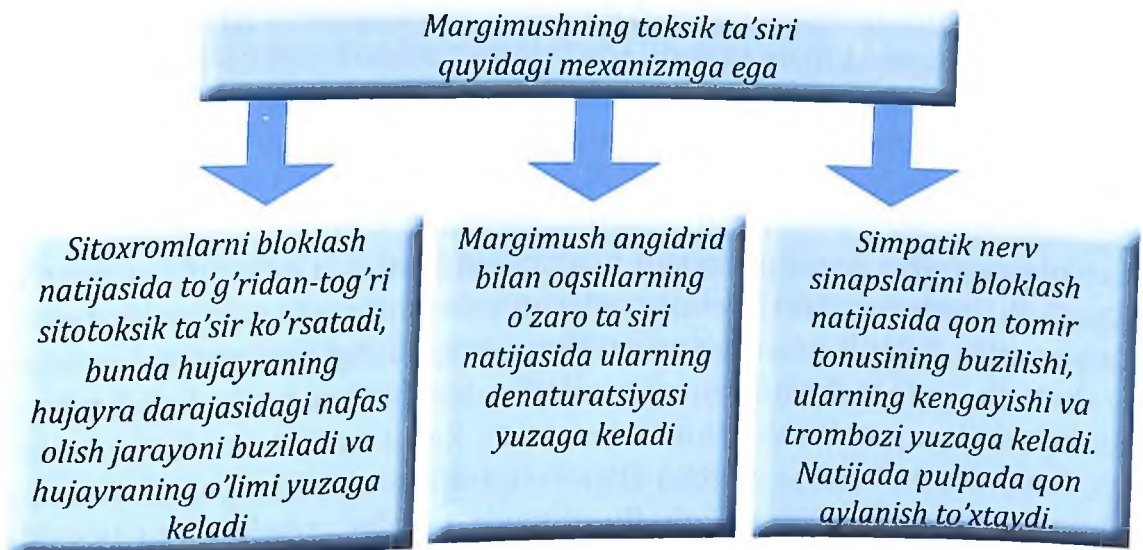 Margimushning toksik ta'siri
quyidagi mexanizmga ega
Sitoxromlarni bloklash
natijasida to'g'ridan-tog'ri
sitotoksik ta'sir ko'rsatadi,
bunda hujayraning
hujayra darajasidagi nafas
olish jarayoni buziladi va
hujayraning o'limi yuzaga
keladi
Margimush angidrid
bilan oqsillarning
o'zaro ta'siri
natijasida ularning
denaturatsiyasi
yuzaga keladi
Simpatik nerv
sinapslarini bloklash
natijasida qon tomir
tonusining buzilishi,
ularning kengayishi va
trombozi yuzaga keladi.
Natijada pulpada qon
aylanish to'xtaydi.